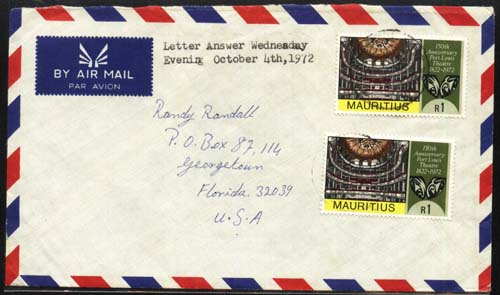 BY AIR MAIL
PAR AVION
Letter Answer Wednesday
Evening October 4th,1972
Randy Randall
P.O Box 87, 114
Georgetown
Florida. 32039
U.S.A
150th
Anniversary
Port Louis
Theatre
1822-1972
MAURITIUS
R1
150th
Anniversary
Port Louis
Theatre
1822-1972
MAURITIUS
R1